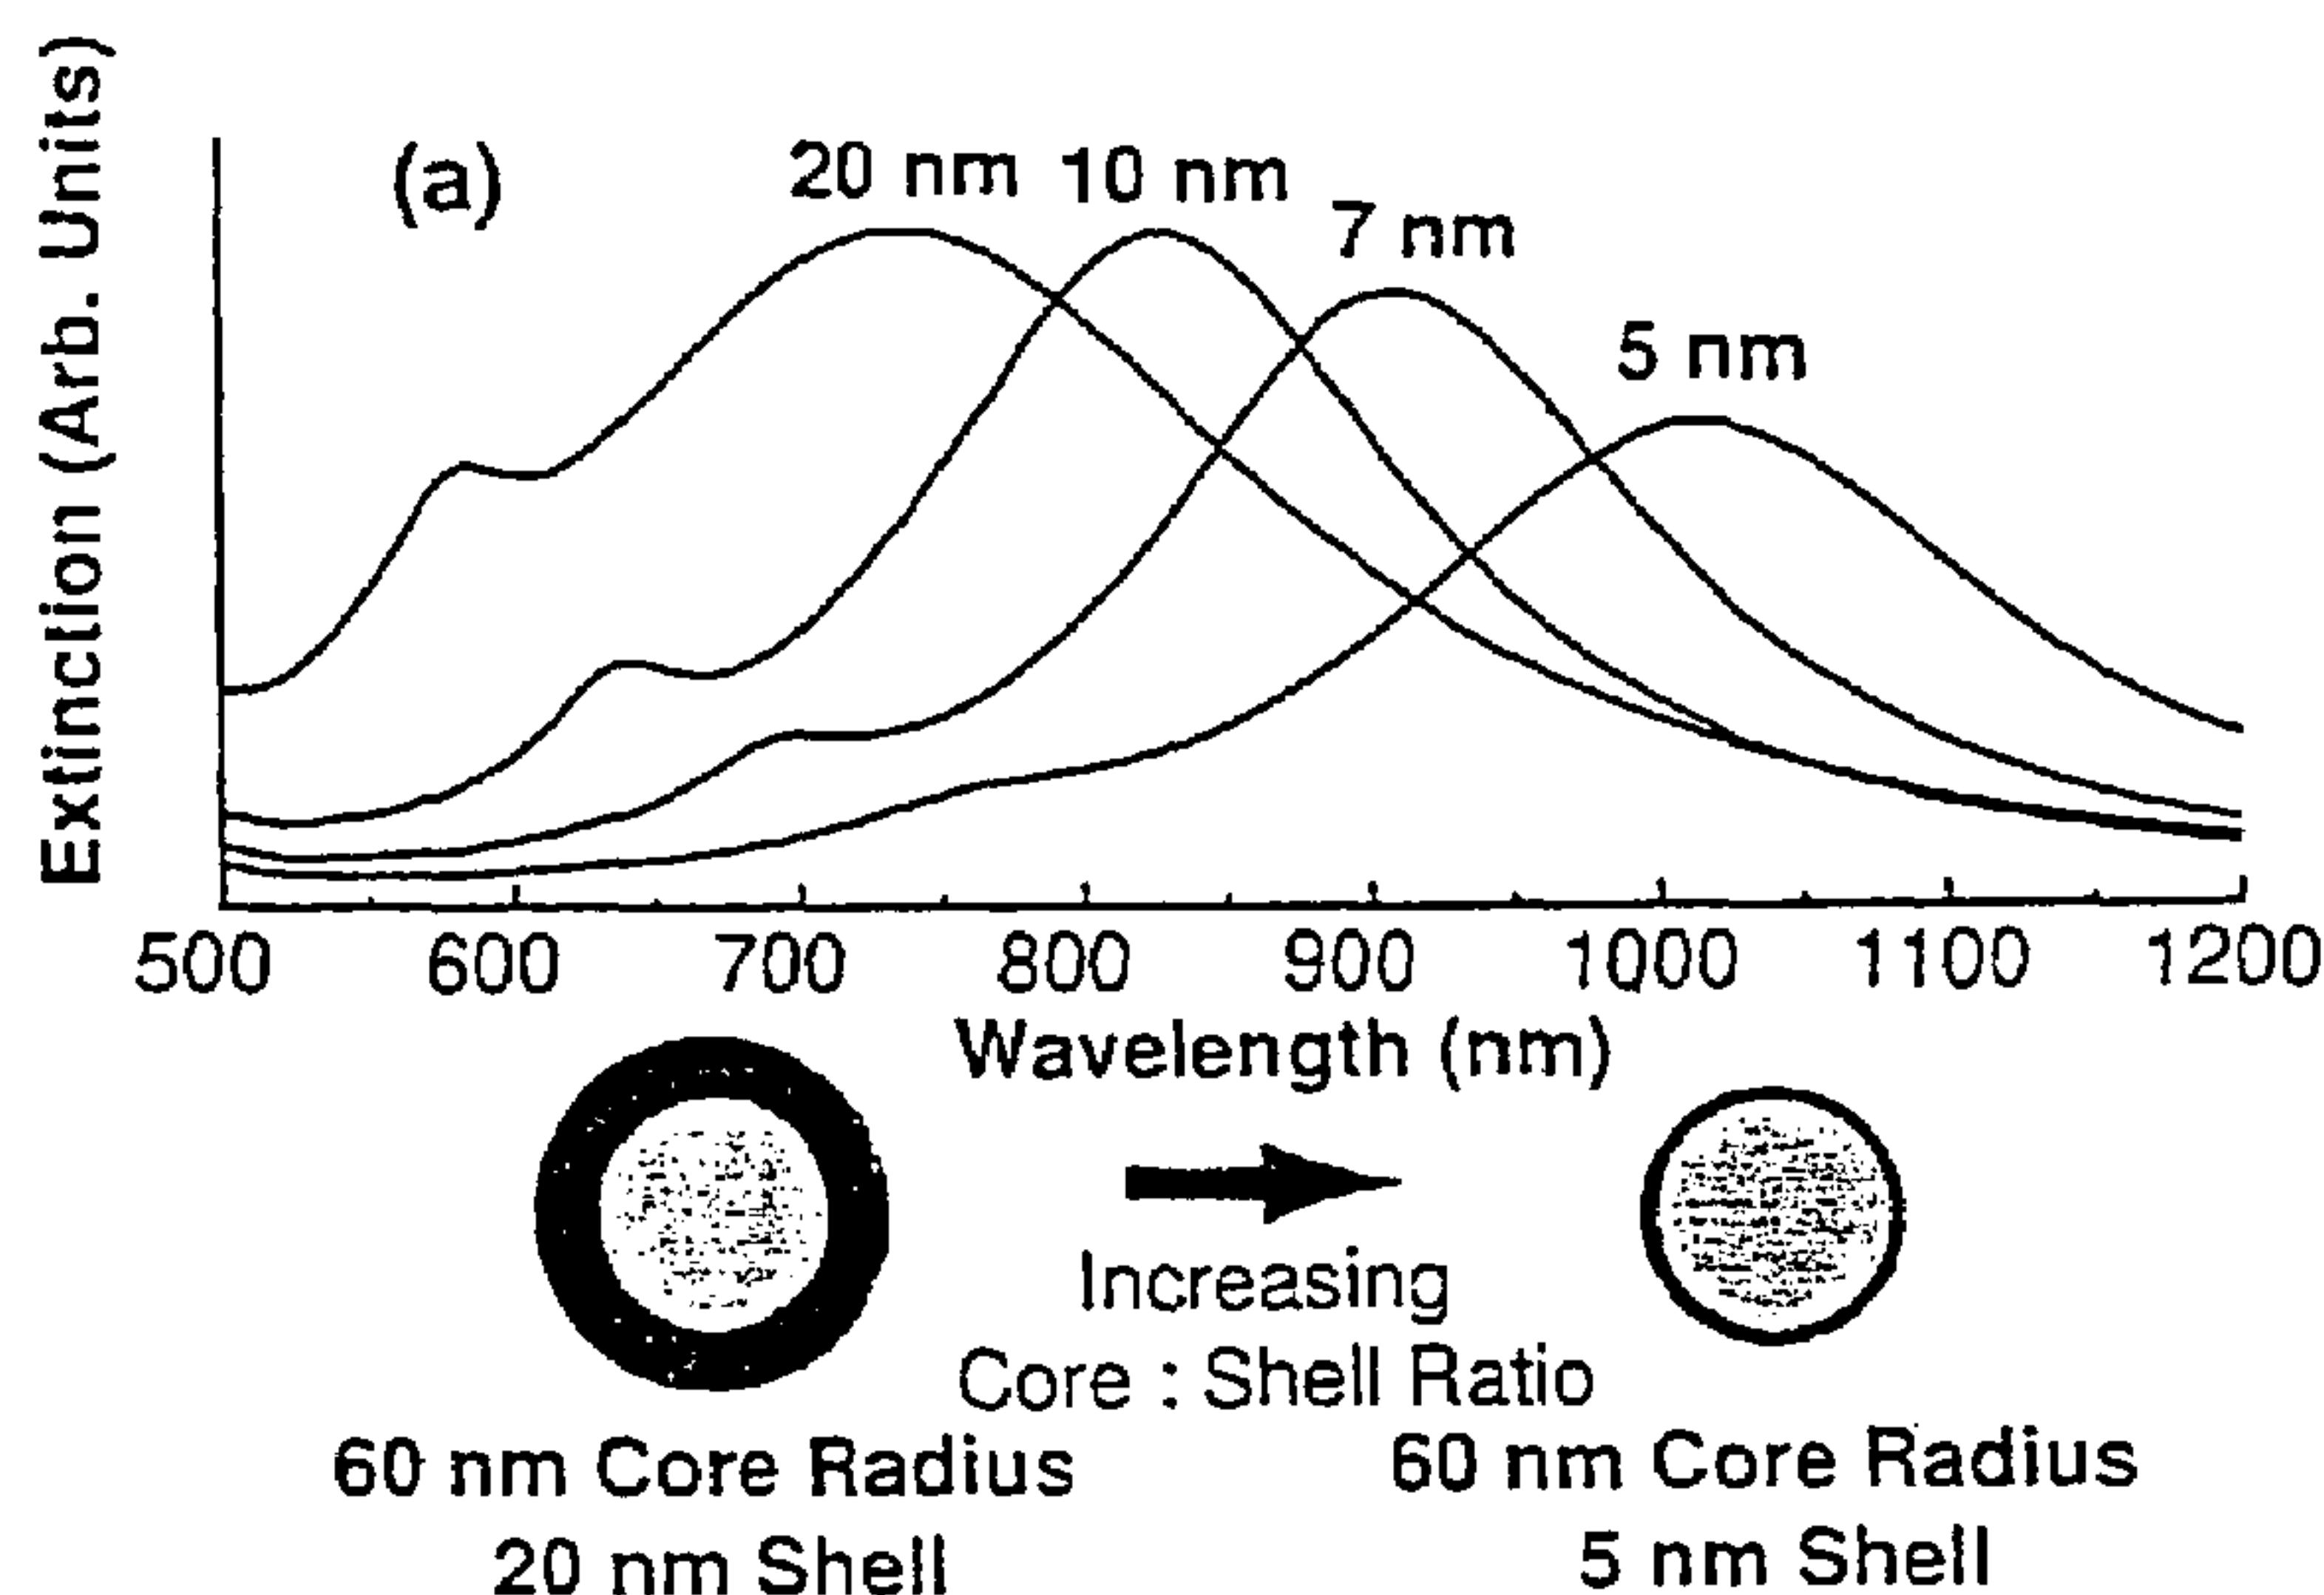 Extinction (Arb. Units)
(a)
20 nm 10 nm
7 nm
5 nm
500 600 700 800 900 1000 1100 1200
Wavelength (nm)
Increasing
Core : Shell Ratio
60 nm Core Radius
20 nm Shell
60 nm Core Radius
5 nm Shell